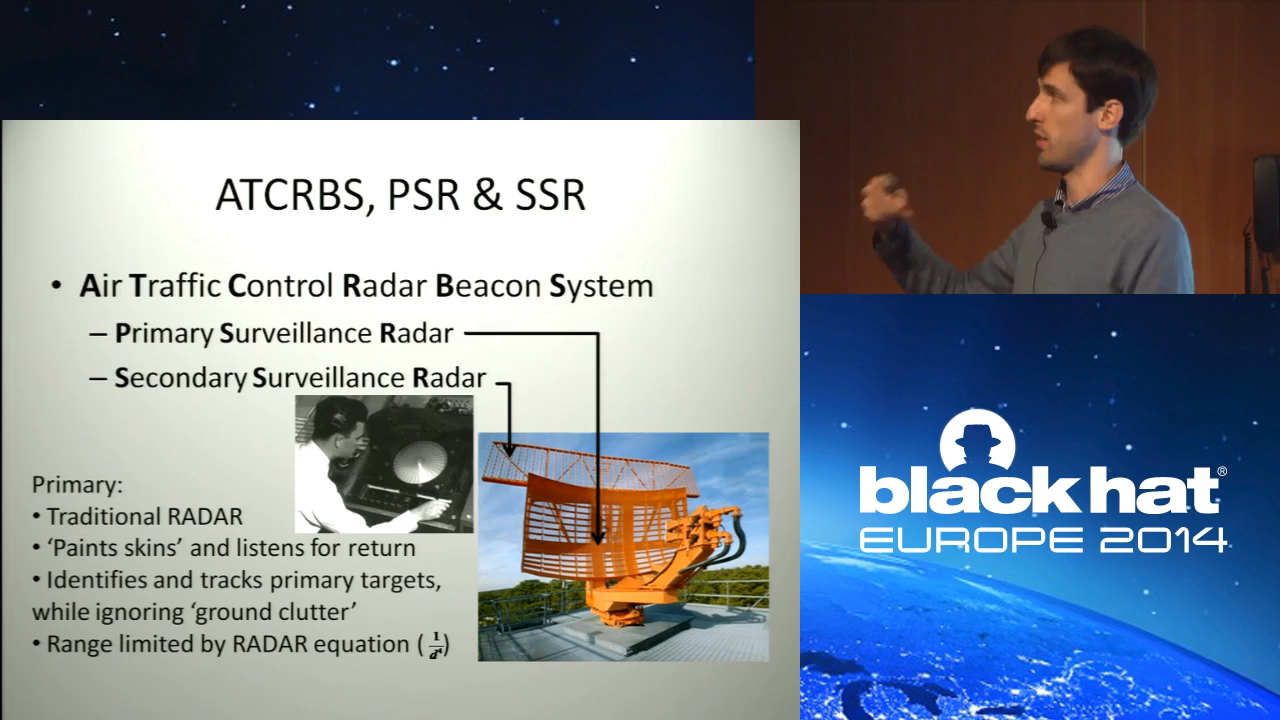 ATCRBS, PSR & SSR
• Air Traffic Control Radar Beacon System
– Primary Surveillance Radar
– Secondary Surveillance Radar
Primary:
• Traditional RADAR
• ‘Paints skins’ and listens for return
• Identifies and tracks primary targets,
while ignoring ‘ground clutter’
• Range limited by RADAR equation ( 1/d⁴ )
black hat®
EUROPE 2014